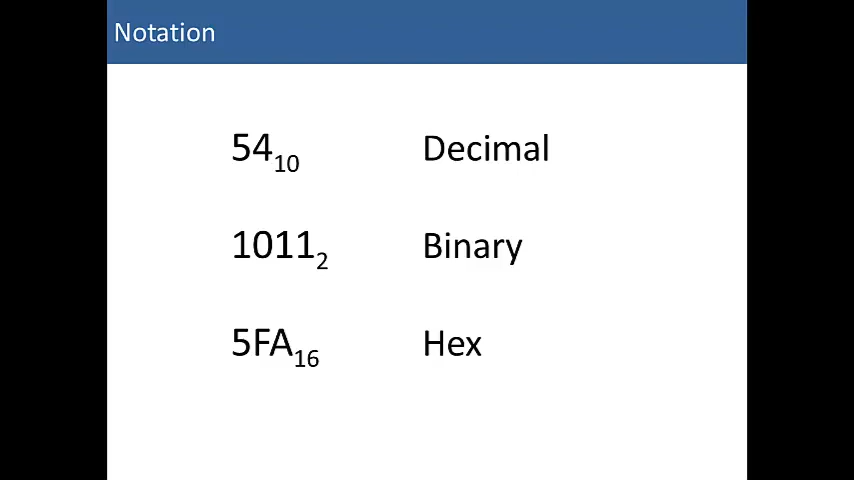 Notation
54₁₀ Decimal
1011₂ Binary
5FA₁₆ Hex